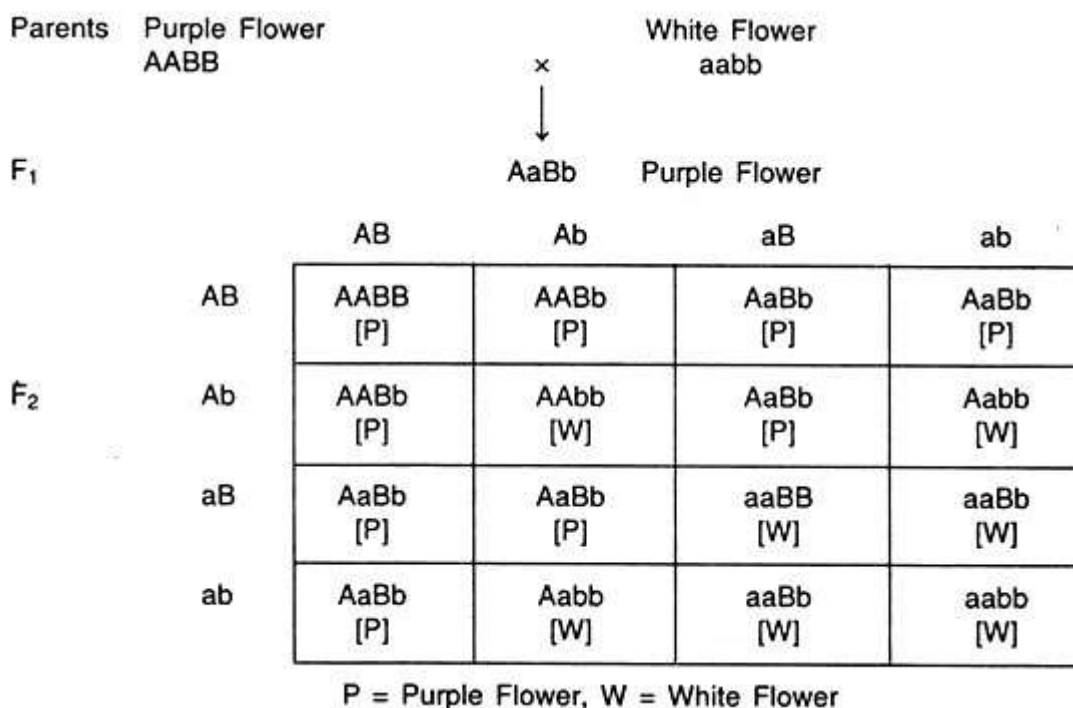 Parents Purple Flower White Flower
AABB × aabb
F₁ AaBb Purple Flower
AB Ab aB ab
AB AABB AABb AaBb AaBb
[P] [P] [P] [P]
F₂ Ab AABb AAbb AaBb Aabb
[P] [W] [P] [W]
aB AaBb AaBb aaBB aaBb
[P] [P] [W] [W]
ab AaBb Aabb aaBb aabb
[P] [W] [W] [W]
P = Purple Flower, W = White Flower